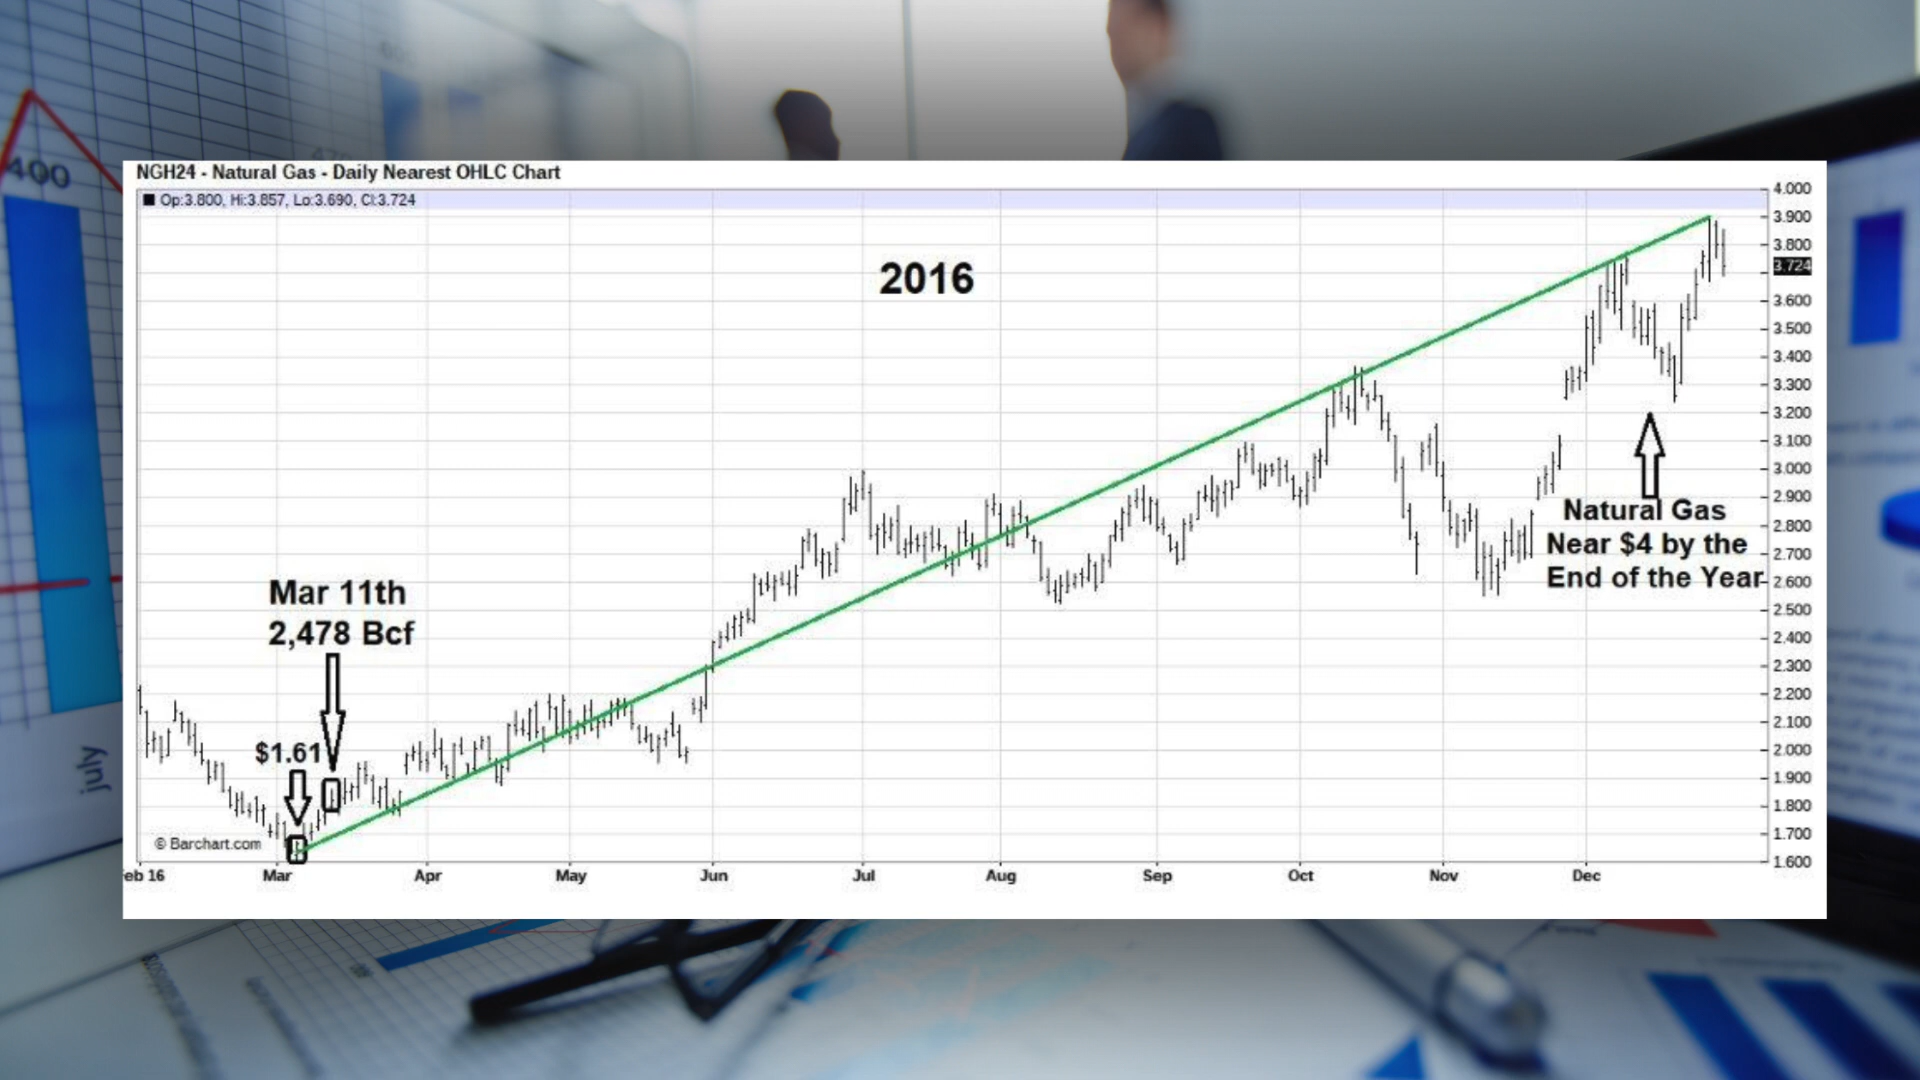 400
july
NGH24 - Natural Gas - Daily Nearest OHLC Chart
Op:3.800, Hi:3.857, Lo:3.690, Cl:3.724
2016
Mar 11th
2,478 Bcf
$1.61
Natural Gas
Near $4 by the
End of the Year
© Barchart.com
4.000
3.900
3.800
3.724
3.600
3.500
3.400
3.300
3.200
3.100
3.000
2.900
2.800
2.700
2.600
2.500
2.400
2.300
2.200
2.100
2.000
1.900
1.800
1.700
1.600
eb 16 Mar Apr May Jun Jul Aug Sep Oct Nov Dec